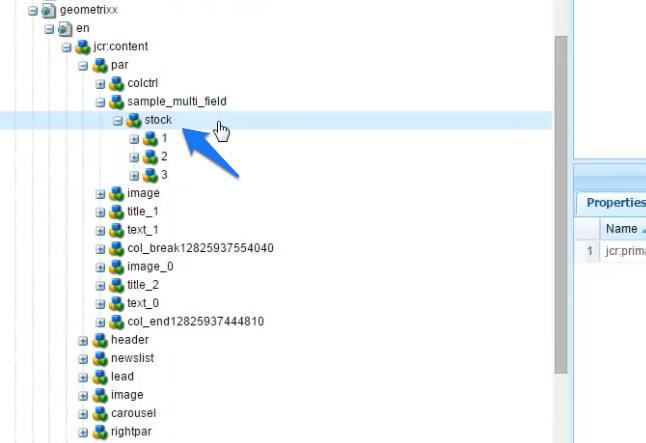 geometrixx
en
jcr:content
par
colctrl
sample_multi_field
stock
1
2
3
image
title_1
text_1
col_break12825937554040
image_0
title_2
text_0
col_end12825937444810
header
newslist
lead
image
carousel
rightpar
Properties
Name
1 jcr:prima